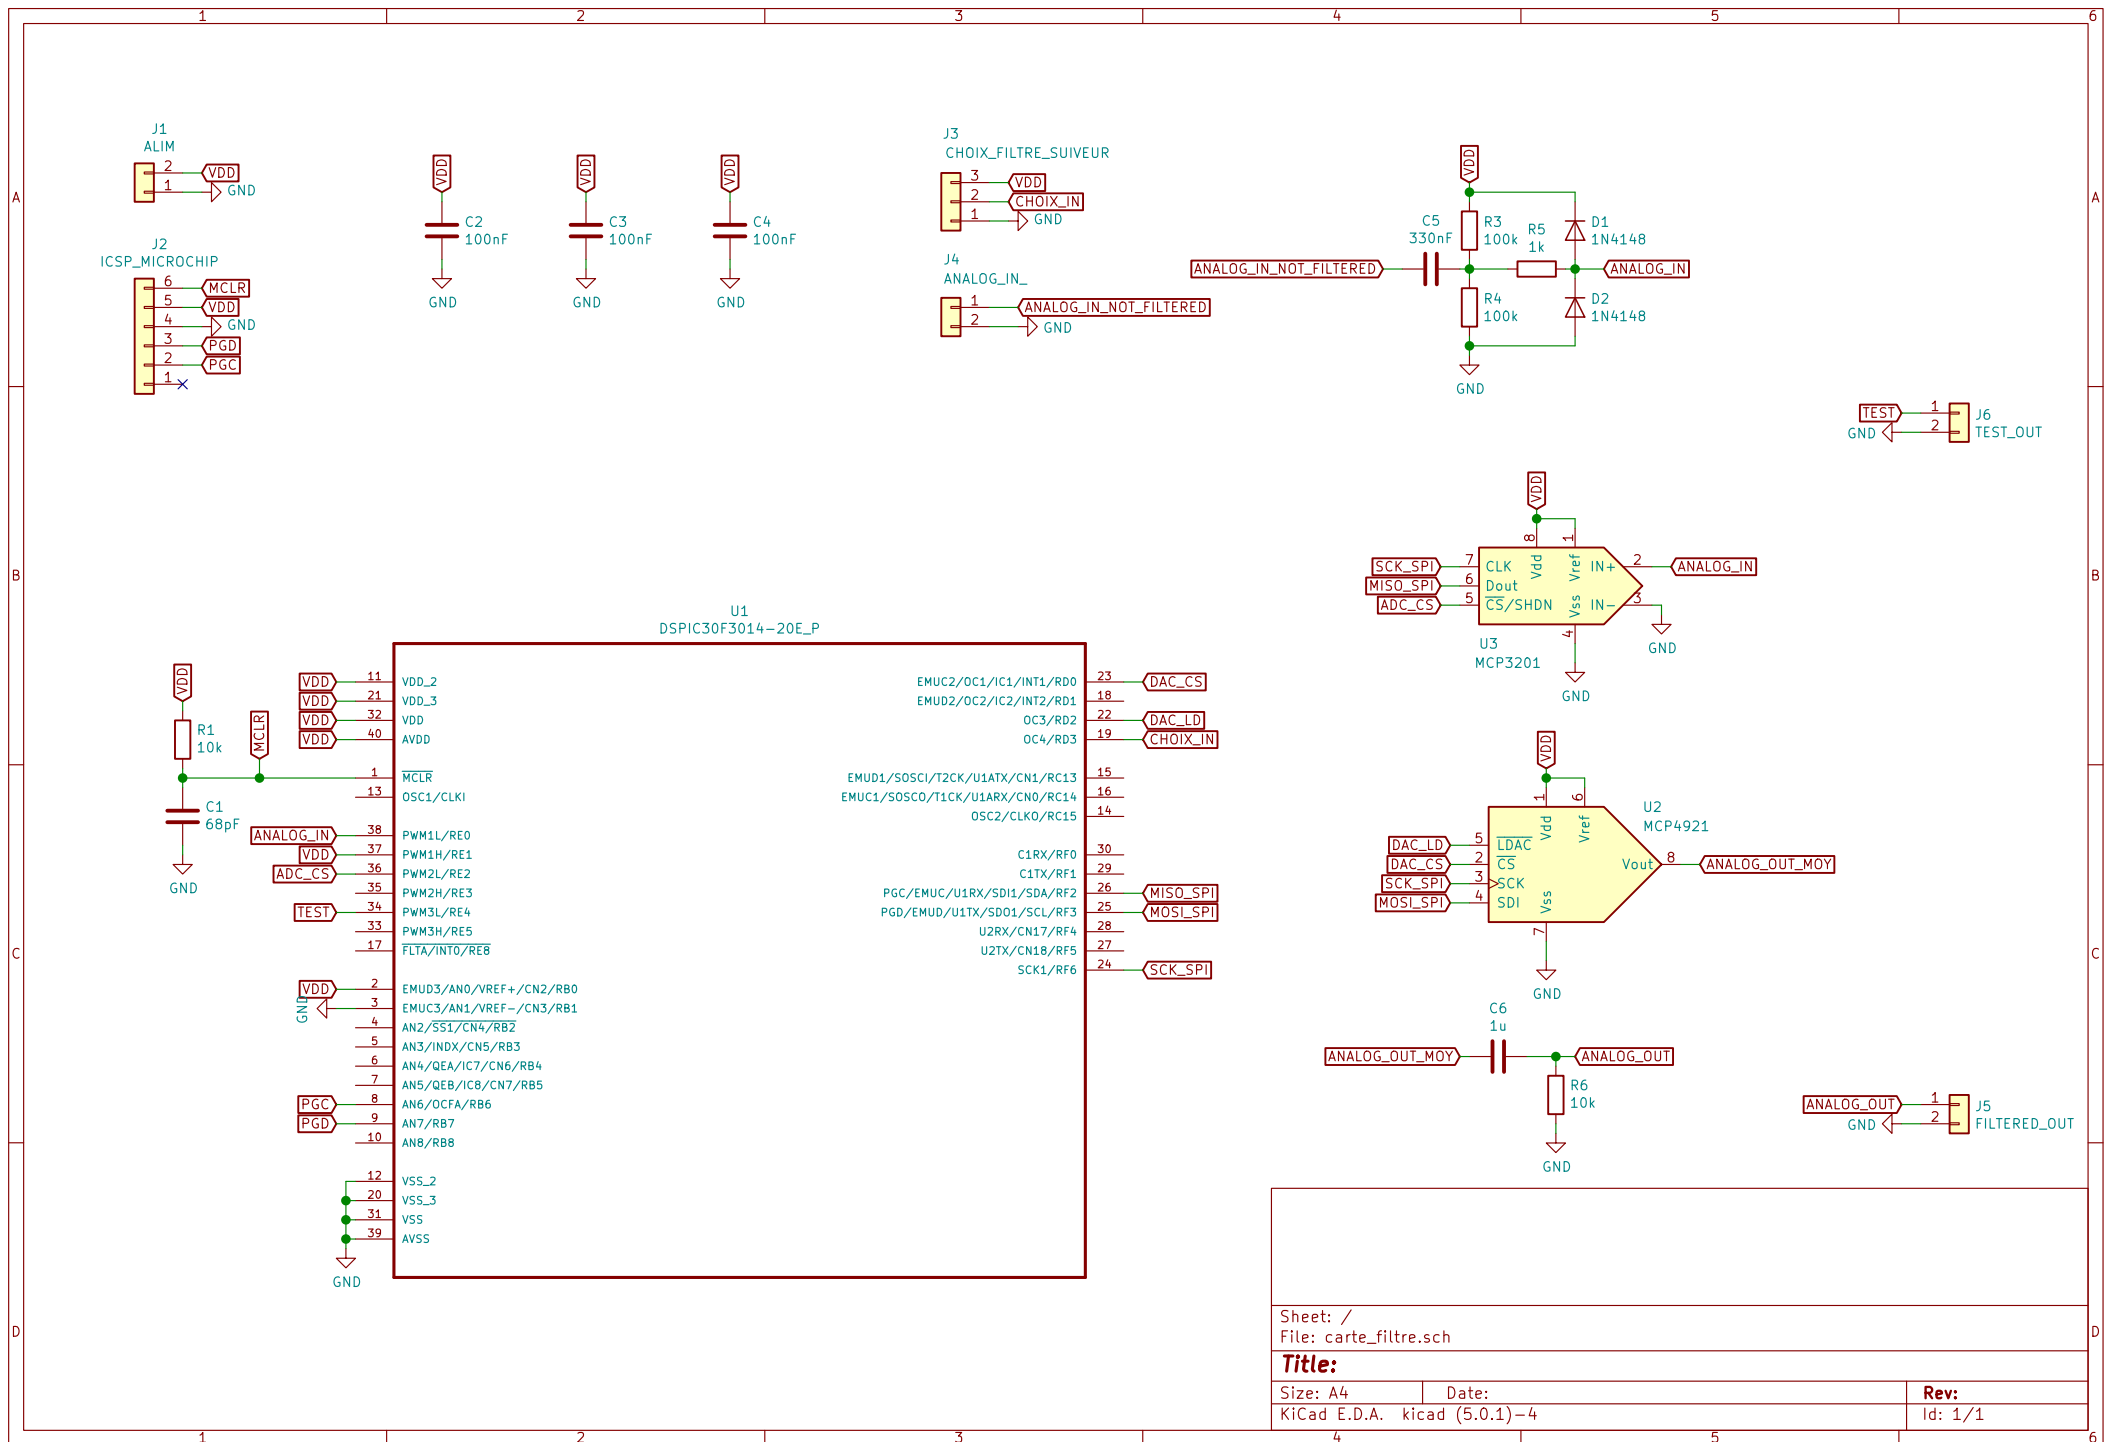 1 2 3 4 5 6
A
B
C
D
J1
ALIM
2 VDD
1 GND
J2
ICSP_MICROCHIP
6 MCLR
5 VDD
4 GND
3 PGD
2 PGC
1
VDD
C2
100nF
GND
VDD
C3
100nF
GND
VDD
C4
100nF
GND
J3
CHOIX_FILTRE_SUIVEUR
3 VDD
2 CHOIX_IN
1 GND
J4
ANALOG_IN_
1 ANALOG_IN_NOT_FILTERED
2 GND
VDD
C5
330nF
R3
100k
R5
1k
D1
1N4148
ANALOG_IN_NOT_FILTERED
ANALOG_IN
R4
100k
D2
1N4148
GND
TEST 1
GND 2
J6
TEST_OUT
VDD
8 1
SCK_SPI 7 CLK
MISO_SPI 6 Dout
ADC_CS 5 CS/SHDN
Vdd Vref Vss
IN+ 2 ANALOG_IN
IN- 3
GND
4
GND
U3
MCP3201
VDD
1 6
U2
MCP4921
Vdd Vref
DAC_LD 5 LDAC
DAC_CS 2 CS
SCK_SPI 3 SCK
MOSI_SPI 4 SDI
Vout 8 ANALOG_OUT_MOY
Vss
7
GND
C6
1u
ANALOG_OUT_MOY
ANALOG_OUT
R6
10k
GND
ANALOG_OUT 1
GND 2
J5
FILTERED_OUT
VDD
R1
10k
MCLR
C1
68pF
GND
U1
DSPIC30F3014-20E_P
VDD 11 VDD_2
VDD 21 VDD_3
VDD 32 VDD
VDD 40 AVDD
1 MCLR
13 OSC1/CLKI
ANALOG_IN 38 PWM1L/RE0
VDD 37 PWM1H/RE1
ADC_CS 36 PWM2L/RE2
35 PWM2H/RE3
TEST 34 PWM3L/RE4
33 PWM3H/RE5
17 FLTA/INT0/RE8
VDD 2 EMUD3/AN0/VREF+/CN2/RB0
GND 3 EMUC3/AN1/VREF-/CN3/RB1
4 AN2/SS1/CN4/RB2
5 AN3/INDX/CN5/RB3
6 AN4/QEA/IC7/CN6/RB4
7 AN5/QEB/IC8/CN7/RB5
PGC 8 AN6/OCFA/RB6
PGD 9 AN7/RB7
10 AN8/RB8
12 VSS_2
20 VSS_3
31 VSS
39 AVSS
GND
EMUC2/OC1/IC1/INT1/RD0 23 DAC_CS
EMUD2/OC2/IC2/INT2/RD1 18
OC3/RD2 22 DAC_LD
OC4/RD3 19 CHOIX_IN
EMUD1/SOSCI/T2CK/U1ATX/CN1/RC13 15
EMUC1/SOSCO/T1CK/U1ARX/CN0/RC14 16
OSC2/CLKO/RC15 14
C1RX/RF0 30
C1TX/RF1 29
PGC/EMUC/U1RX/SDI1/SDA/RF2 26 MISO_SPI
PGD/EMUD/U1TX/SDO1/SCL/RF3 25 MOSI_SPI
U2RX/CN17/RF4 28
U2TX/CN18/RF5 27
SCK1/RF6 24 SCK_SPI
Sheet: /
File: carte_filtre.sch
Title:
Size: A4 Date: Rev:
KiCad E.D.A. kicad (5.0.1)-4 Id: 1/1
A
B
C
D
1 2 3 4 5 6